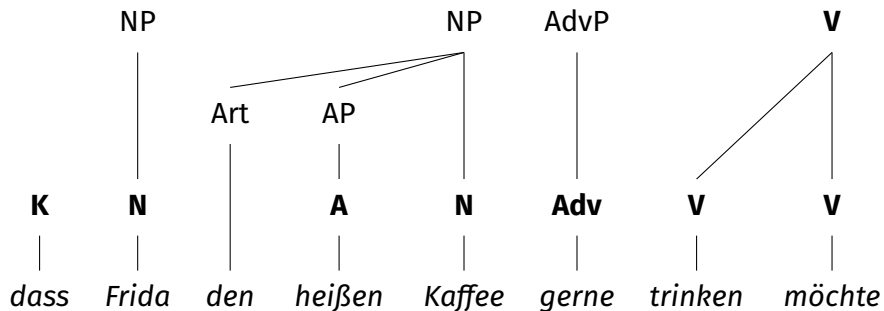 NP NP AdvP V
Art AP
K N A N Adv V V
dass Frida den heißen Kaffee gerne trinken möchte